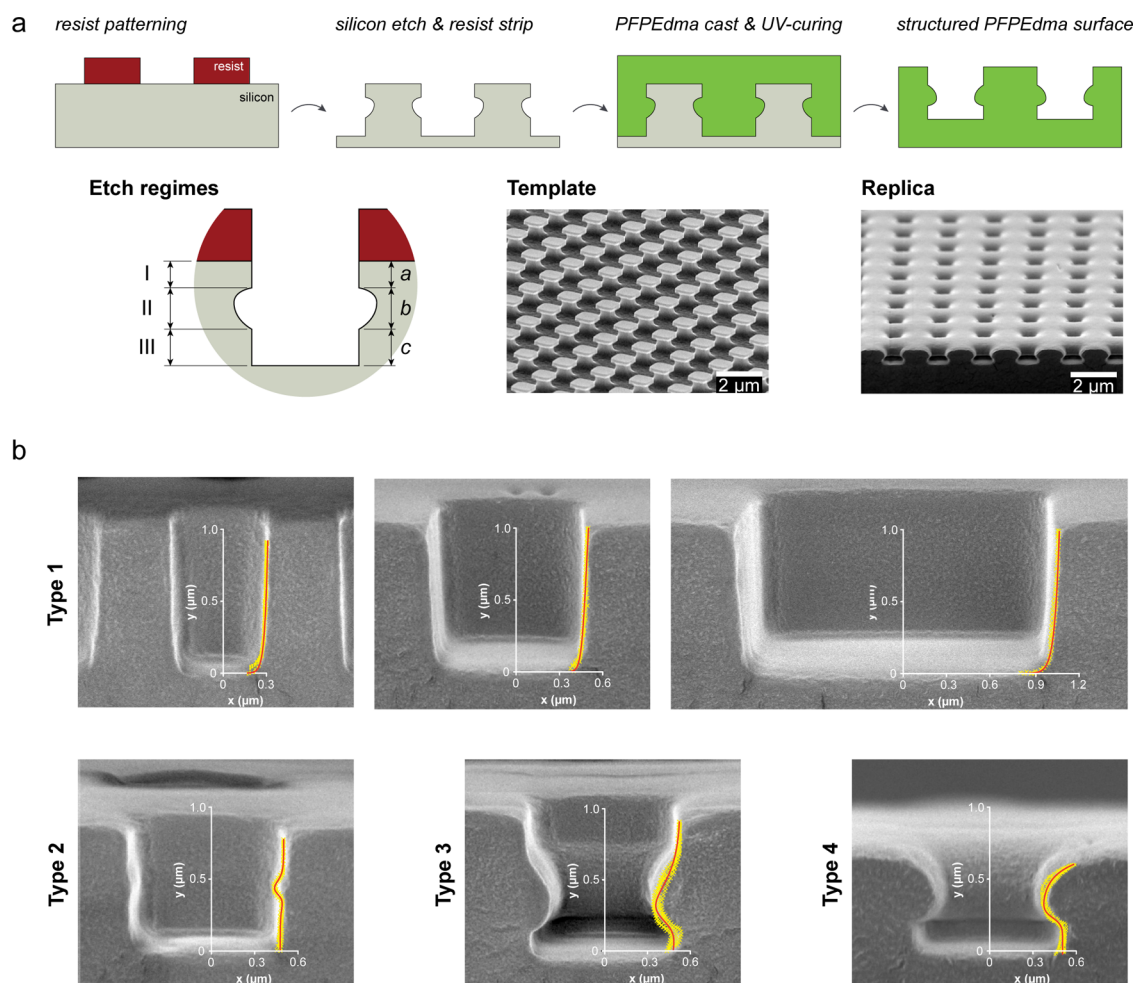 a
resist patterning
silicon etch & resist strip
PFPEdma cast & UV-curing
structured PFPEdma surface
resist
silicon
Etch regimes
Template
Replica
I
II
III
a
b
c
2 µm
2 µm
b
Type 1
1.0
0.5
0
y (µm)
0.3
x (µm)
1.0
0.5
0
y (µm)
0
0.3
0.6
x (µm)
1.0
0.5
0
y (µm)
0
0.3
0.6
0.9
1.2
x (µm)
Type 2
1.0
0.5
0
y (µm)
0
0.3
0.6
x (µm)
Type 3
1.0
0.5
0
y (µm)
0
0.3
0.6
x (µm)
Type 4
1.0
0.5
0
y (µm)
0
0.3
0.6
x (µm)